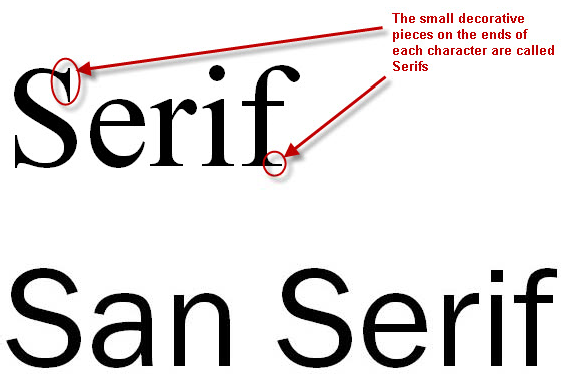 The small decorative
pieces on the ends of
each character are called
Serifs
Serif
San Serif